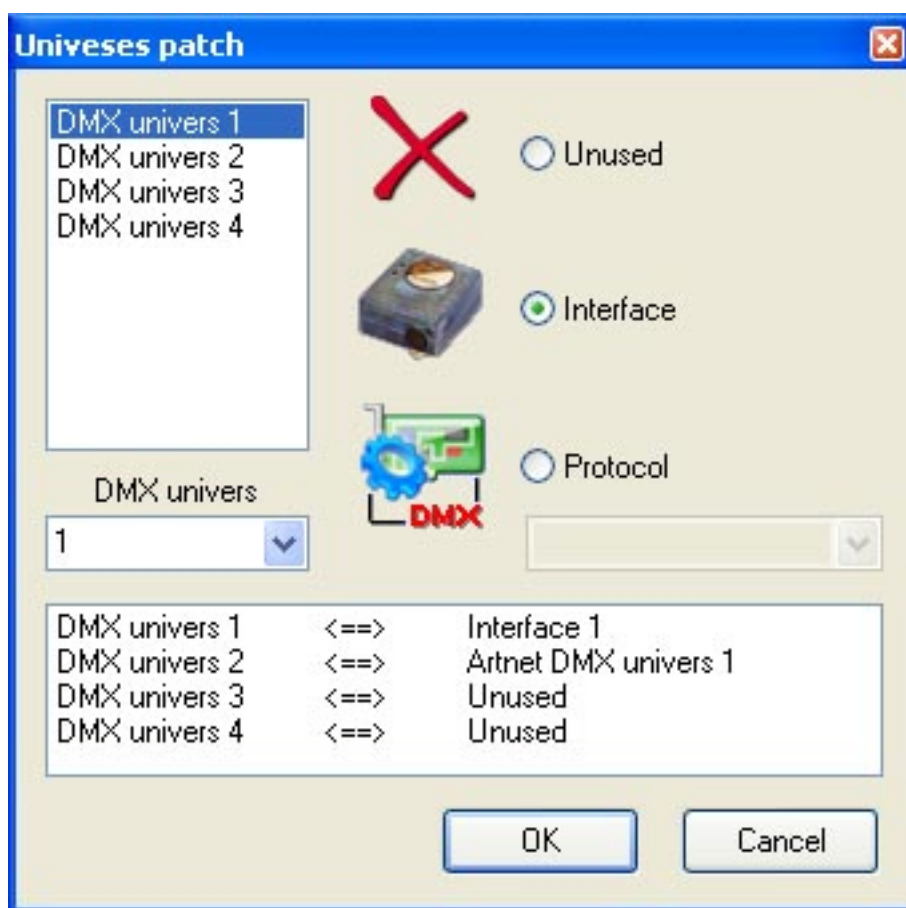 Univeses patch
DMX univers 1
DMX univers 2
DMX univers 3
DMX univers 4
Unused
Interface
Protocol
DMX
DMX univers
1
DMX univers 1 <==> Interface 1
DMX univers 2 <==> Artnet DMX univers 1
DMX univers 3 <==> Unused
DMX univers 4 <==> Unused
OK Cancel